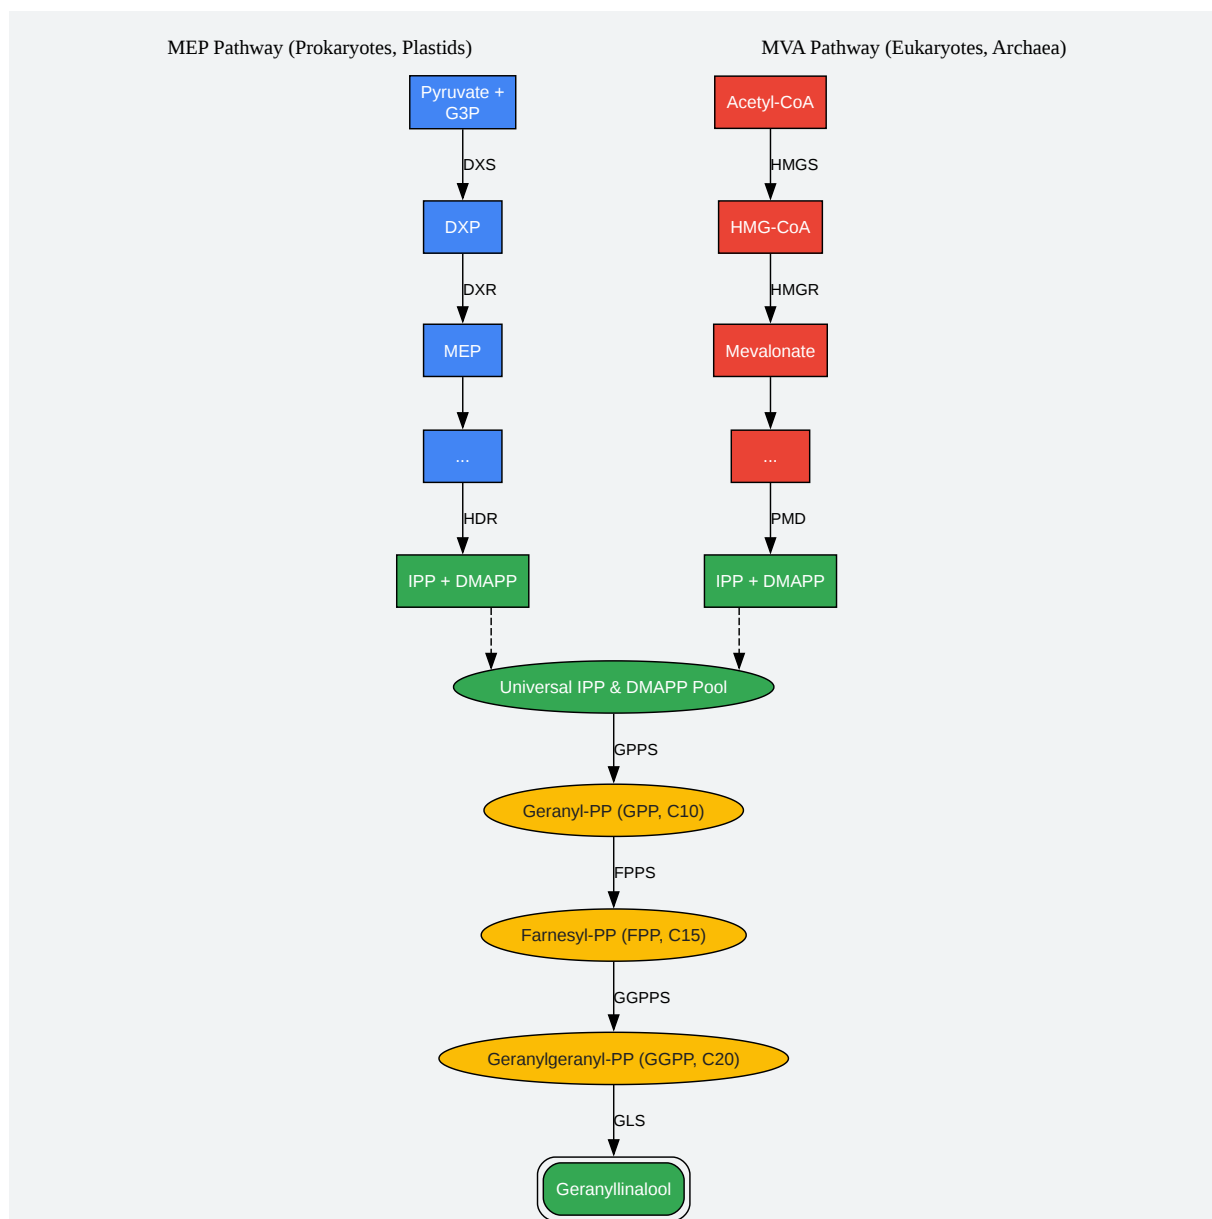 MEP Pathway (Prokaryotes, Plastids)
MVA Pathway (Eukaryotes, Archaea)
Pyruvate +
G3P
Acetyl-CoA
DXS
HMGS
DXP
HMG-CoA
DXR
HMGR
MEP
Mevalonate
...
...
HDR
PMD
IPP + DMAPP
IPP + DMAPP
Universal IPP & DMAPP Pool
GPPS
Geranyl-PP (GPP, C10)
FPPS
Farnesyl-PP (FPP, C15)
GGPPS
Geranylgeranyl-PP (GGPP, C20)
GLS
Geranyllinalool